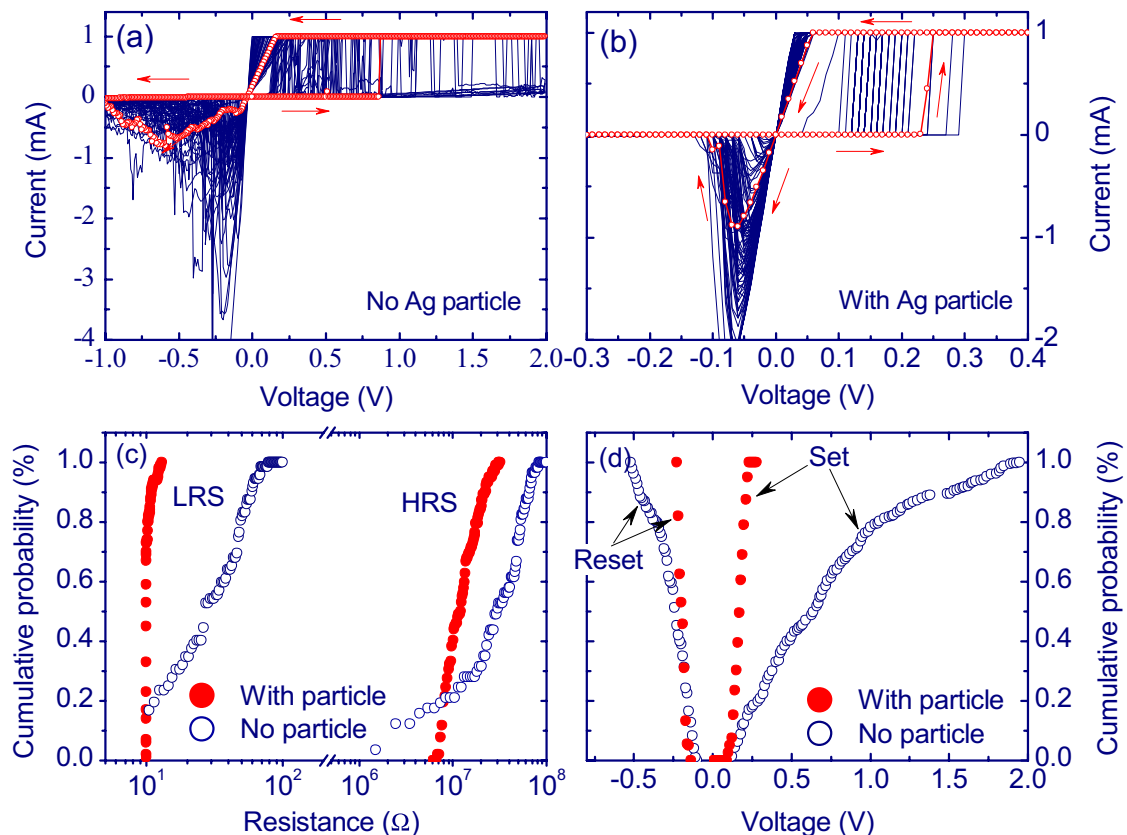 (a)
1
0
-1
-2
-3
-4
Current (mA)
No Ag particle
-1.0 -0.5 0.0 0.5 1.0 1.5 2.0
Voltage (V)
(b)
1
0
-1
-2
Current (mA)
With Ag particle
-0.3 -0.2 -0.1 0.0 0.1 0.2 0.3 0.4
Voltage (V)
(c)
1.0
0.8
0.6
0.4
0.2
0.0
Cumulative probability (%)
LRS
HRS
With particle
No particle
10¹ 10² 10⁶ 10⁷ 10⁸
Resistance (Ω)
(d)
Set
Reset
1.0
0.8
0.6
0.4
0.2
0.0
Cumulative probability (%)
With particle
No particle
-0.5 0.0 0.5 1.0 1.5 2.0
Voltage (V)